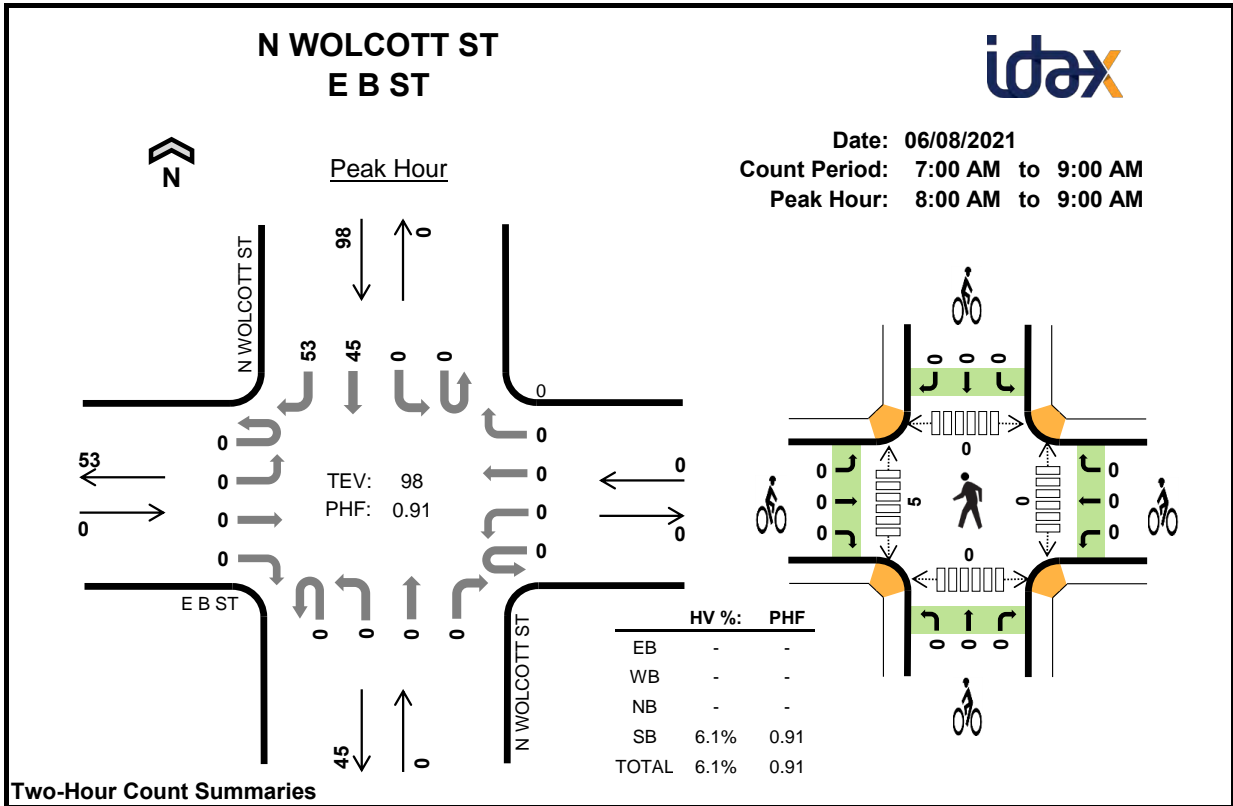 N WOLCOTT ST
E B ST
idax
Date: 06/08/2021
Count Period: 7:00 AM to 9:00 AM
Peak Hour: 8:00 AM to 9:00 AM
N
Peak Hour
98
0
N WOLCOTT ST
53
45
0
0
0
0
0
0
0
53
0
0
0
0
0
0
0
0
TEV: 98
PHF: 0.91
E B ST
0
0
0
0
N WOLCOTT ST
45
0
0
0
0
0
0
0
0
5
0
0
0
0
0
0
0
0
0
HV %: PHF
EB - -
WB - -
NB - -
SB 6.1% 0.91
TOTAL 6.1% 0.91
Two-Hour Count Summaries